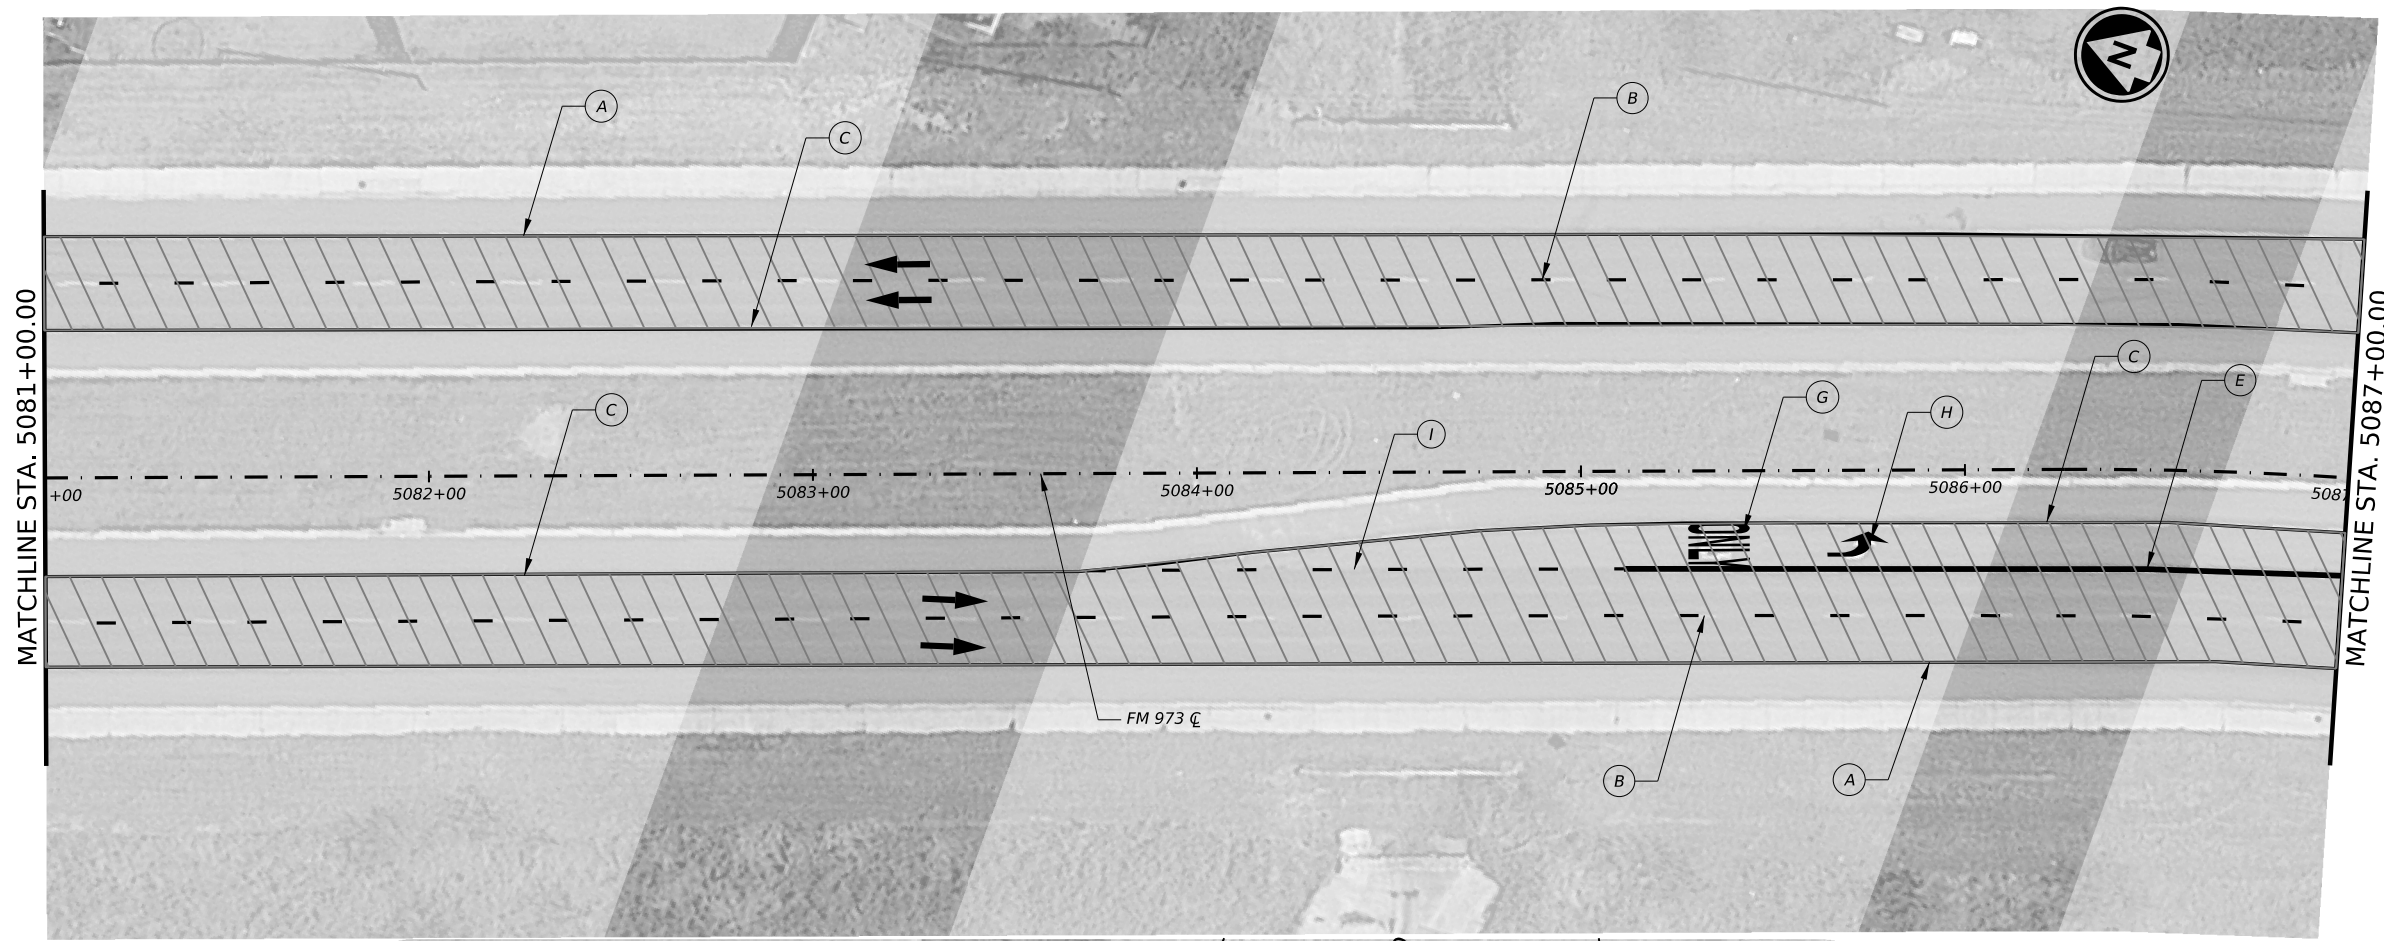 N
A
B
C
MATCHLINE STA. 5081+00.00
MATCHLINE STA. 5087+00.00
C
E
G
C
H
I
+00
5082+00
5083+00
5084+00
5085+00
5086+00
5087
FM 973 ℄
B
A